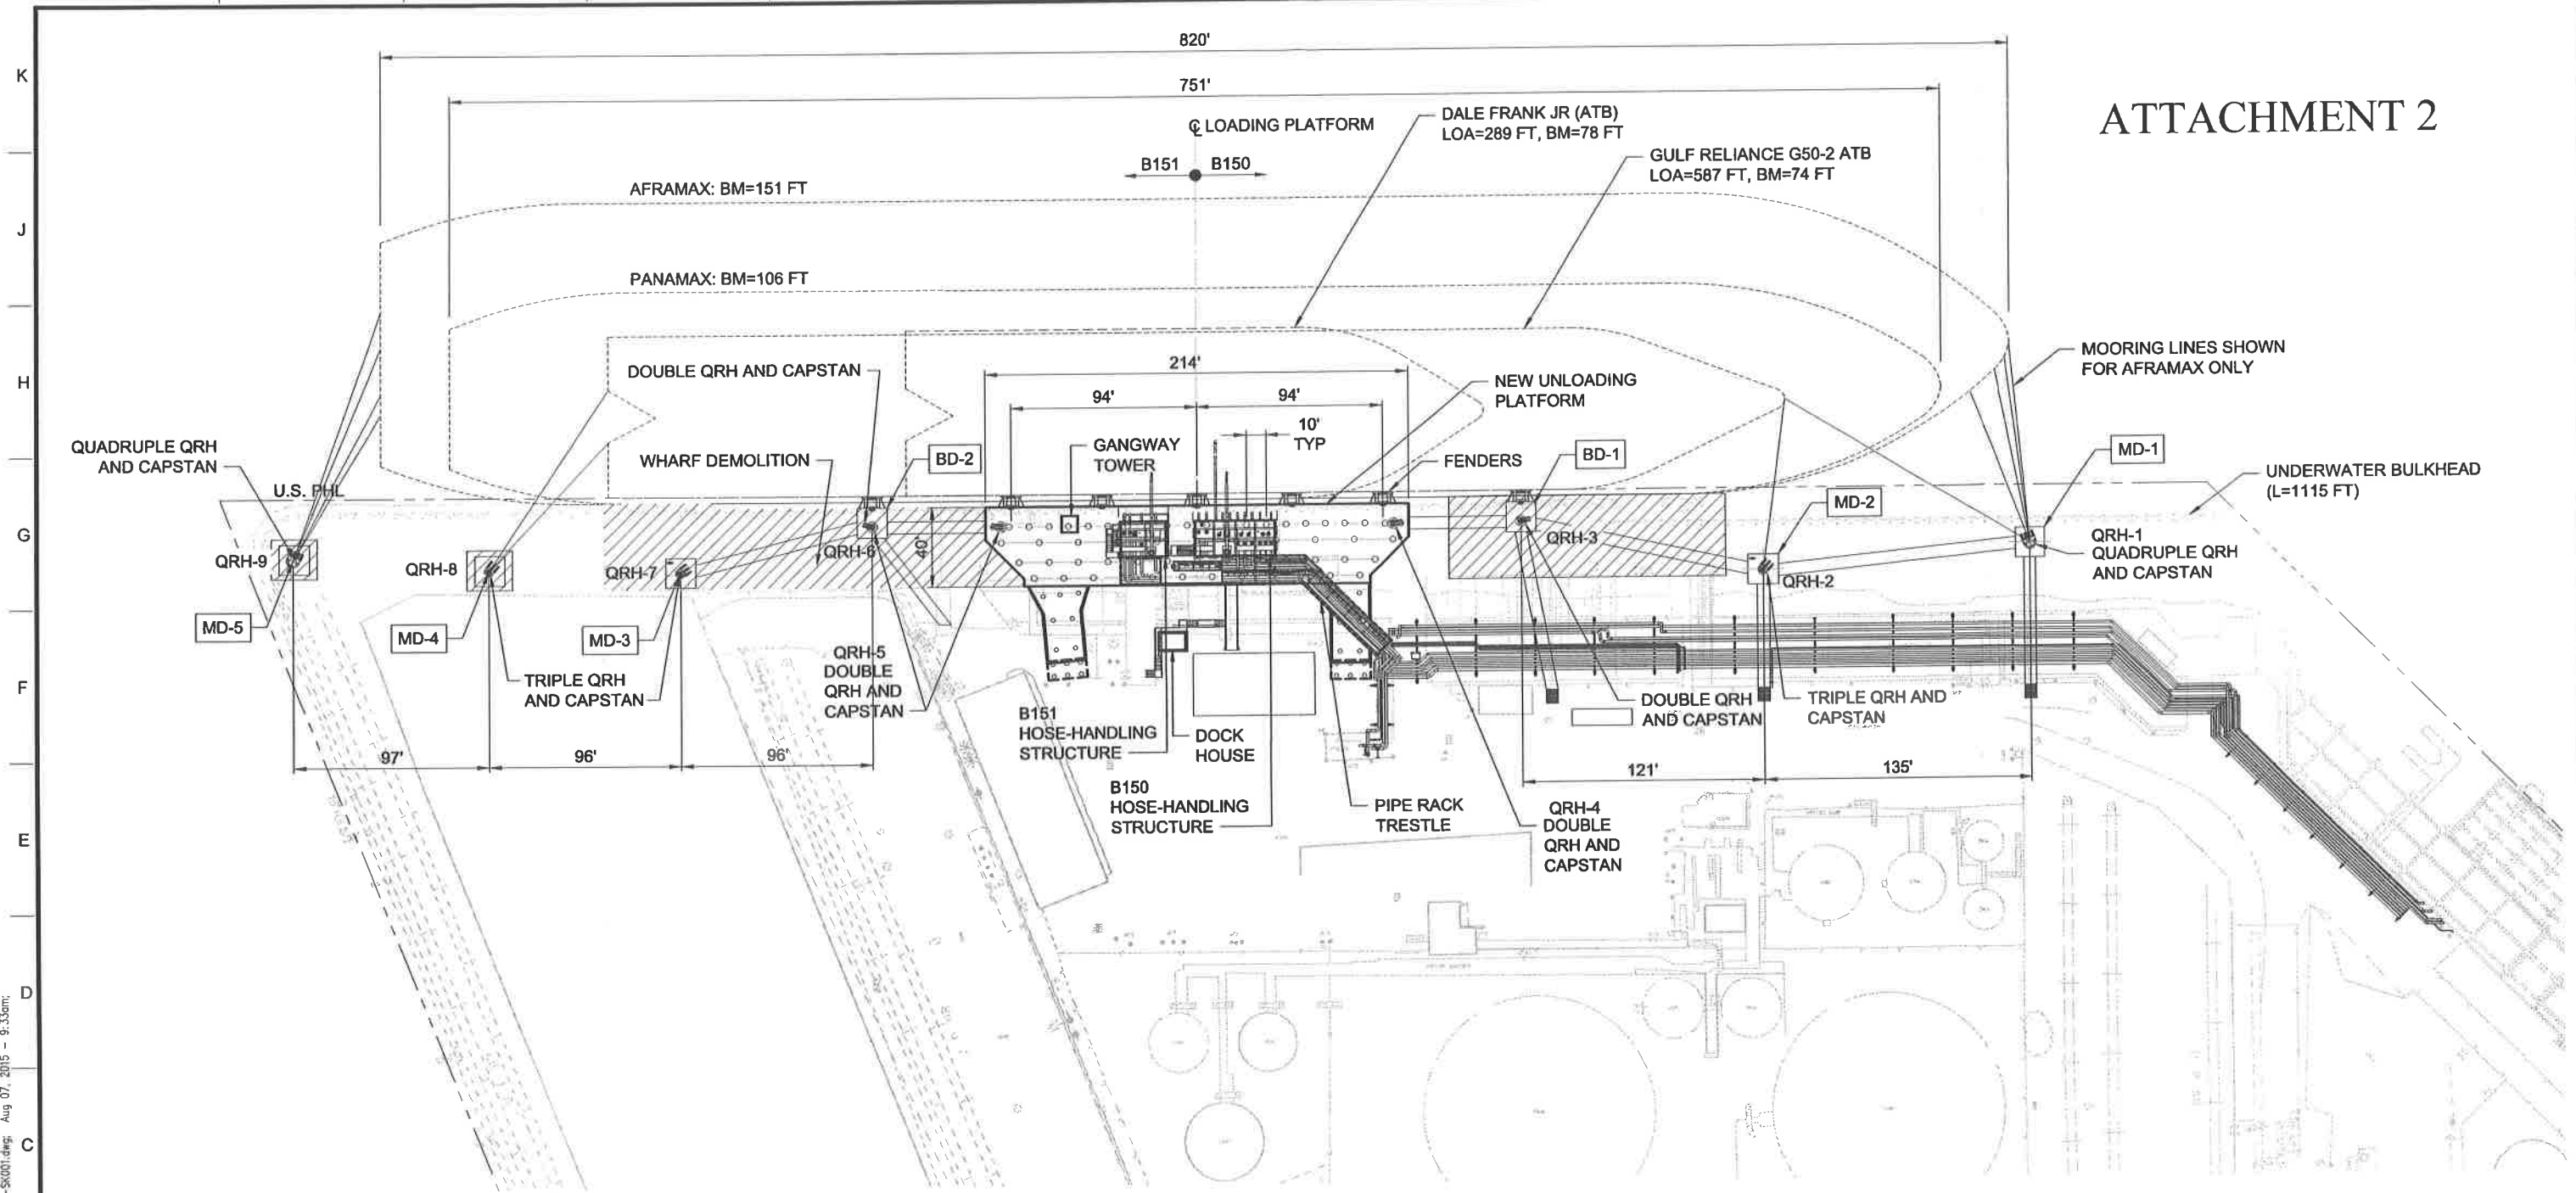 820'
K
751'
ATTACHMENT 2
DALE FRANK JR (ATB)
LOA=289 FT, BM=78 FT
℄ LOADING PLATFORM
GULF RELIANCE G50-2 ATB
LOA=587 FT, BM=74 FT
B151
B150
AFRAMAX: BM=151 FT
J
PANAMAX: BM=106 FT
H
DOUBLE QRH AND CAPSTAN
214'
94'
94'
NEW UNLOADING
PLATFORM
MOORING LINES SHOWN
FOR AFRAMAX ONLY
10'
TYP
QUADRUPLE QRH
AND CAPSTAN
WHARF DEMOLITION
BD-2
GANGWAY
TOWER
FENDERS
BD-1
MD-1
UNDERWATER BULKHEAD
(L=1115 FT)
U.S. PHL
MD-2
G
QRH-9
QRH-8
QRH-7
QRH-6
40'
QRH-3
QRH-2
QRH-1
QUADRUPLE QRH
AND CAPSTAN
MD-5
MD-4
MD-3
F
TRIPLE QRH
AND CAPSTAN
QRH-5
DOUBLE
QRH AND
CAPSTAN
B151
HOSE-HANDLING
STRUCTURE
DOCK
HOUSE
DOUBLE QRH
AND CAPSTAN
TRIPLE QRH AND
CAPSTAN
97'
96'
96'
121'
135'
B150
HOSE-HANDLING
STRUCTURE
PIPE RACK
TRESTLE
QRH-4
DOUBLE
QRH AND
CAPSTAN
E
D
C
-SK001.dwg; Aug 07, 2015 - 9:33am;